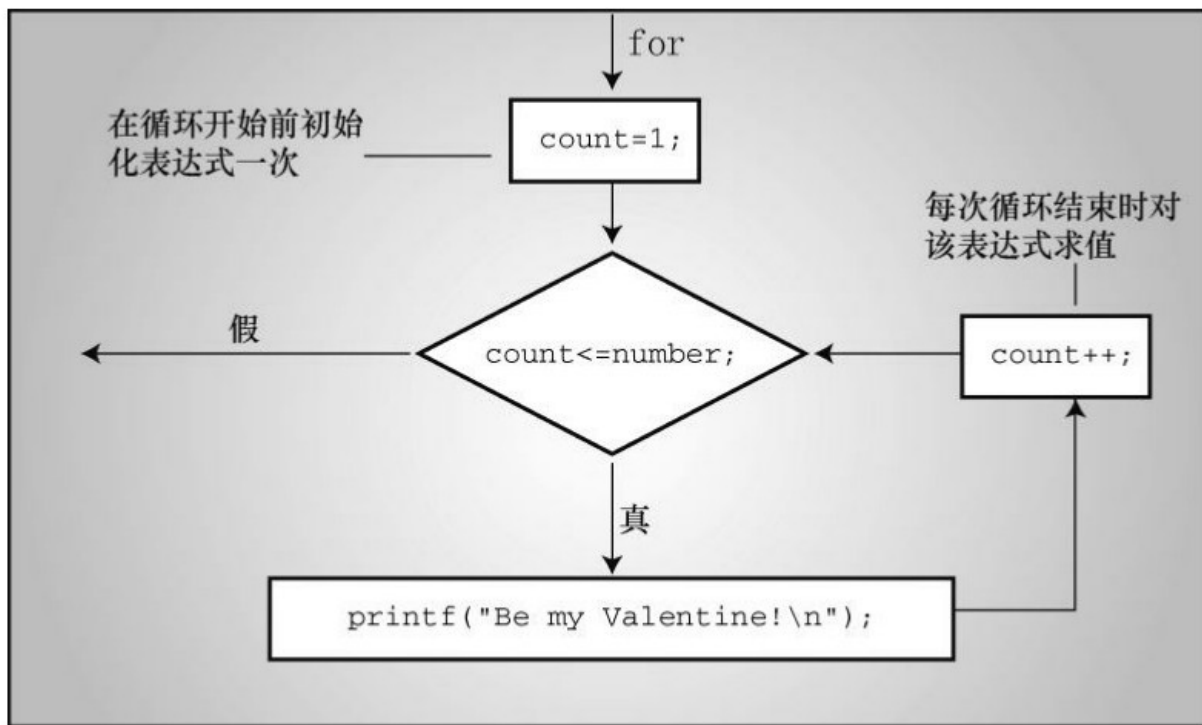 for
count=1;
在循环开始前初始
化表达式一次
每次循环结束时对
该表达式求值
假
count<=number;
count++;
真
printf("Be my Valentine!\n");